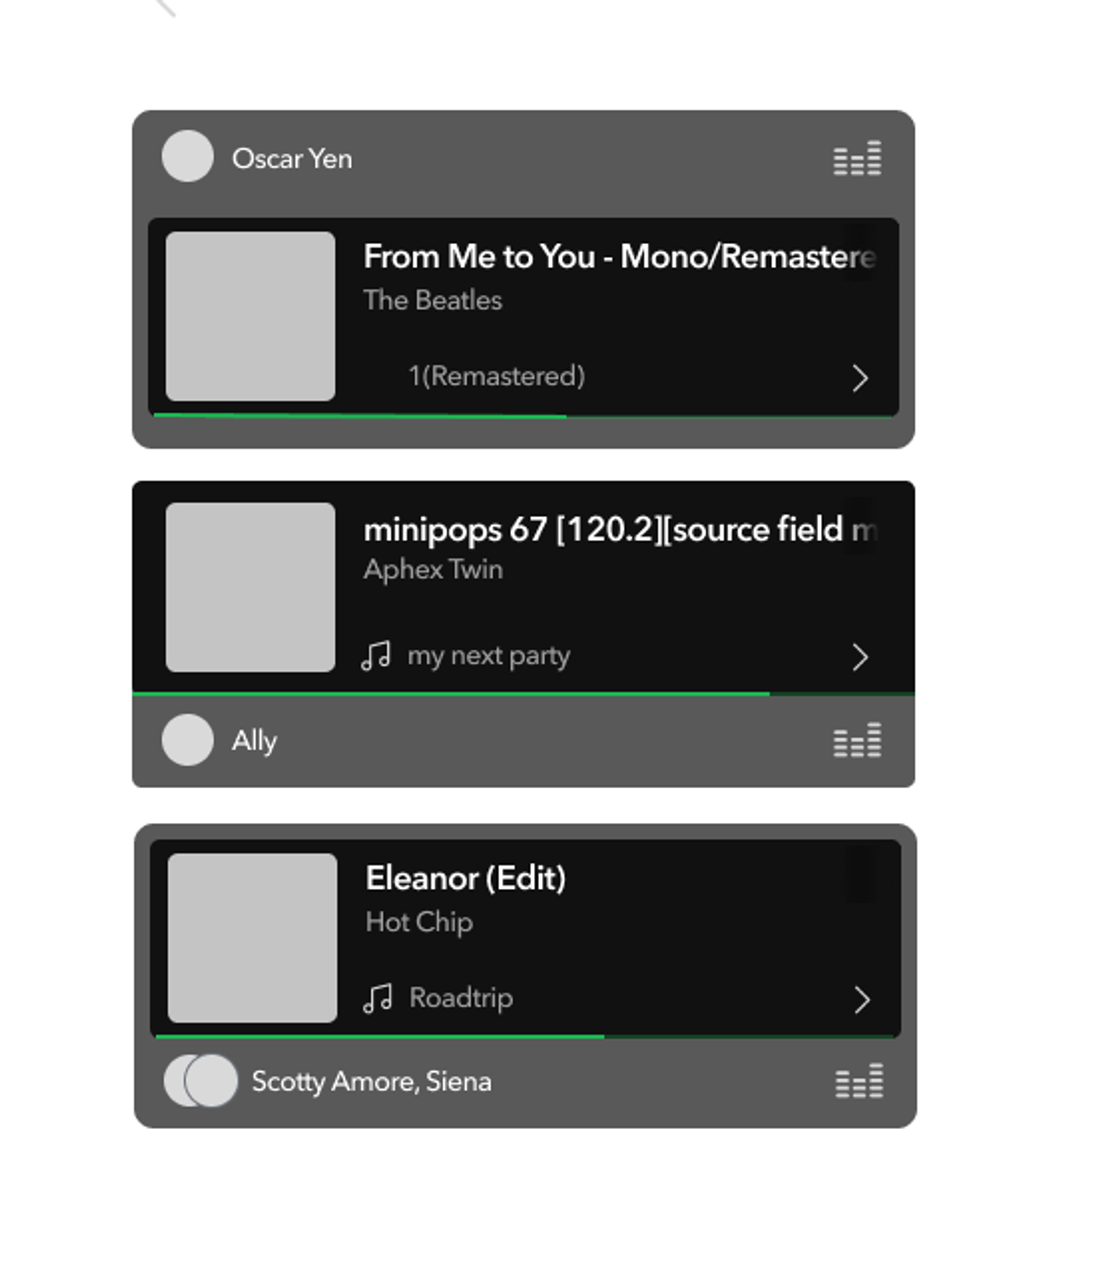 Oscar Yen
From Me to You - Mono/Remastere
The Beatles
1(Remastered)
minipops 67 [120.2][source field m
Aphex Twin
my next party
Ally
Eleanor (Edit)
Hot Chip
Roadtrip
Scotty Amore, Siena